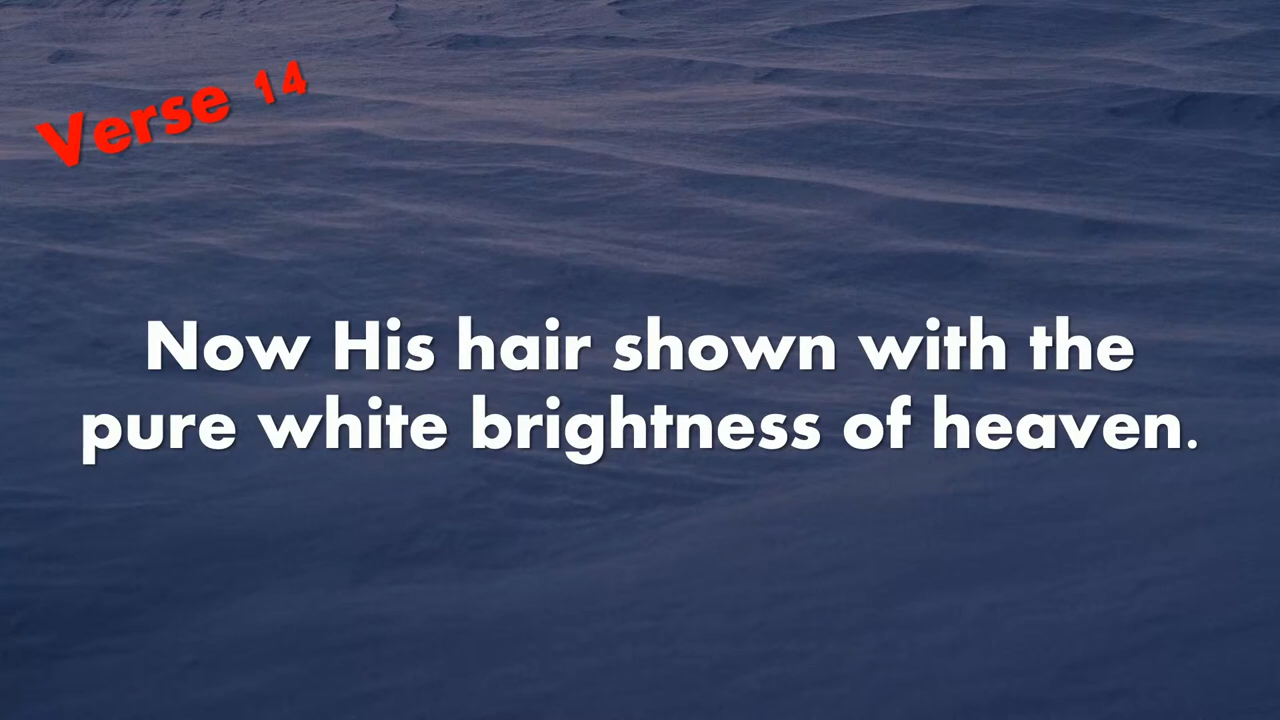 Verse 14
Now His hair shown with the
pure white brightness of heaven.